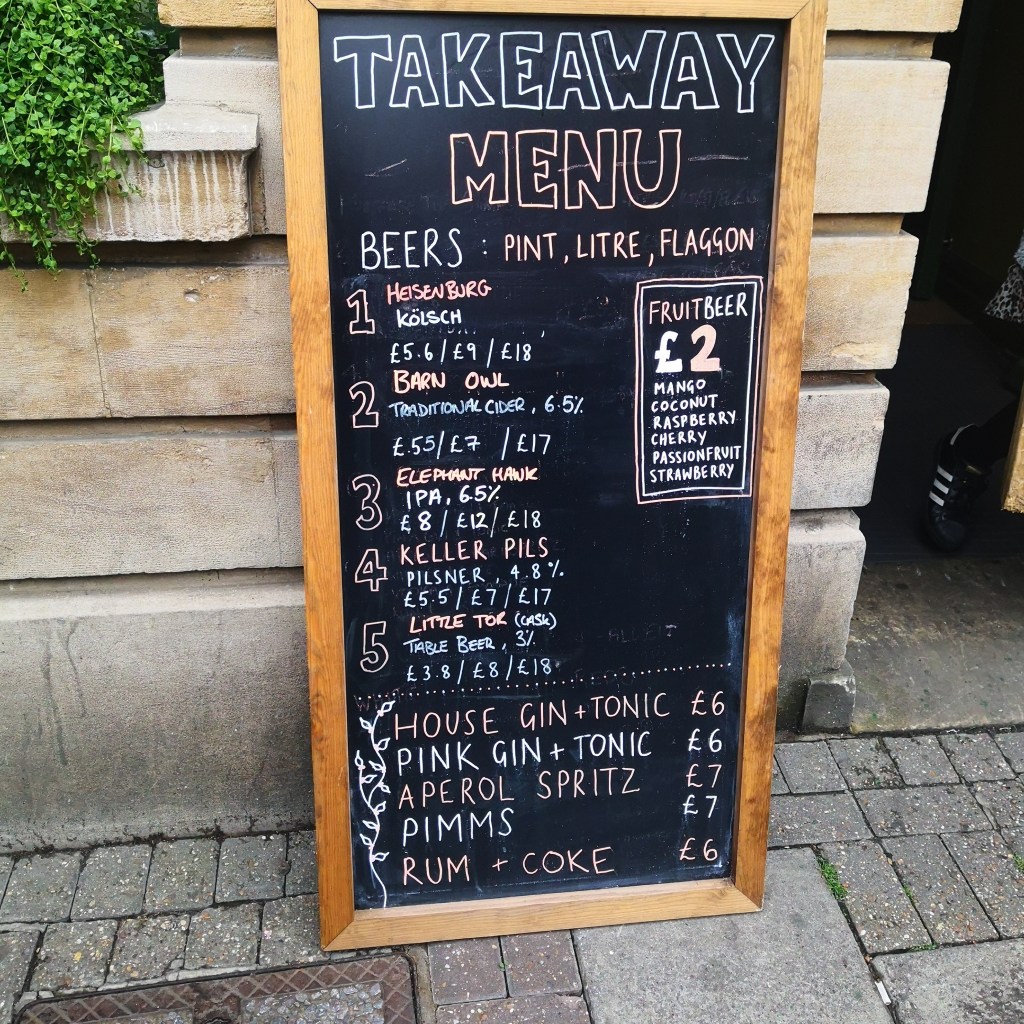 TAKEAWAY
MENU
BEERS : PINT, LITRE, FLAGGON
1 HEISENBURG
KÖLSCH
£5.6 / £9 / £18
2 BARN OWL
TRADITIONAL CIDER, 6.5%
£.55 / £7 / £17
3 ELEPHANT HAWK
IPA, 6.5%
£8 / £12 / £18
4 KELLER PILS
PILSNER, 4.8%
£5.5 / £7 / £17
5 LITTLE TOR (CASK)
TABLE BEER, 3%
£3.8 / £8 / £18
FRUIT BEER
£2
MANGO
COCONUT
RASPBERRY
CHERRY
PASSIONFRUIT
STRAWBERRY
HOUSE GIN + TONIC £6
PINK GIN + TONIC £6
APEROL SPRITZ £7
PIMMS £7
RUM + COKE £6